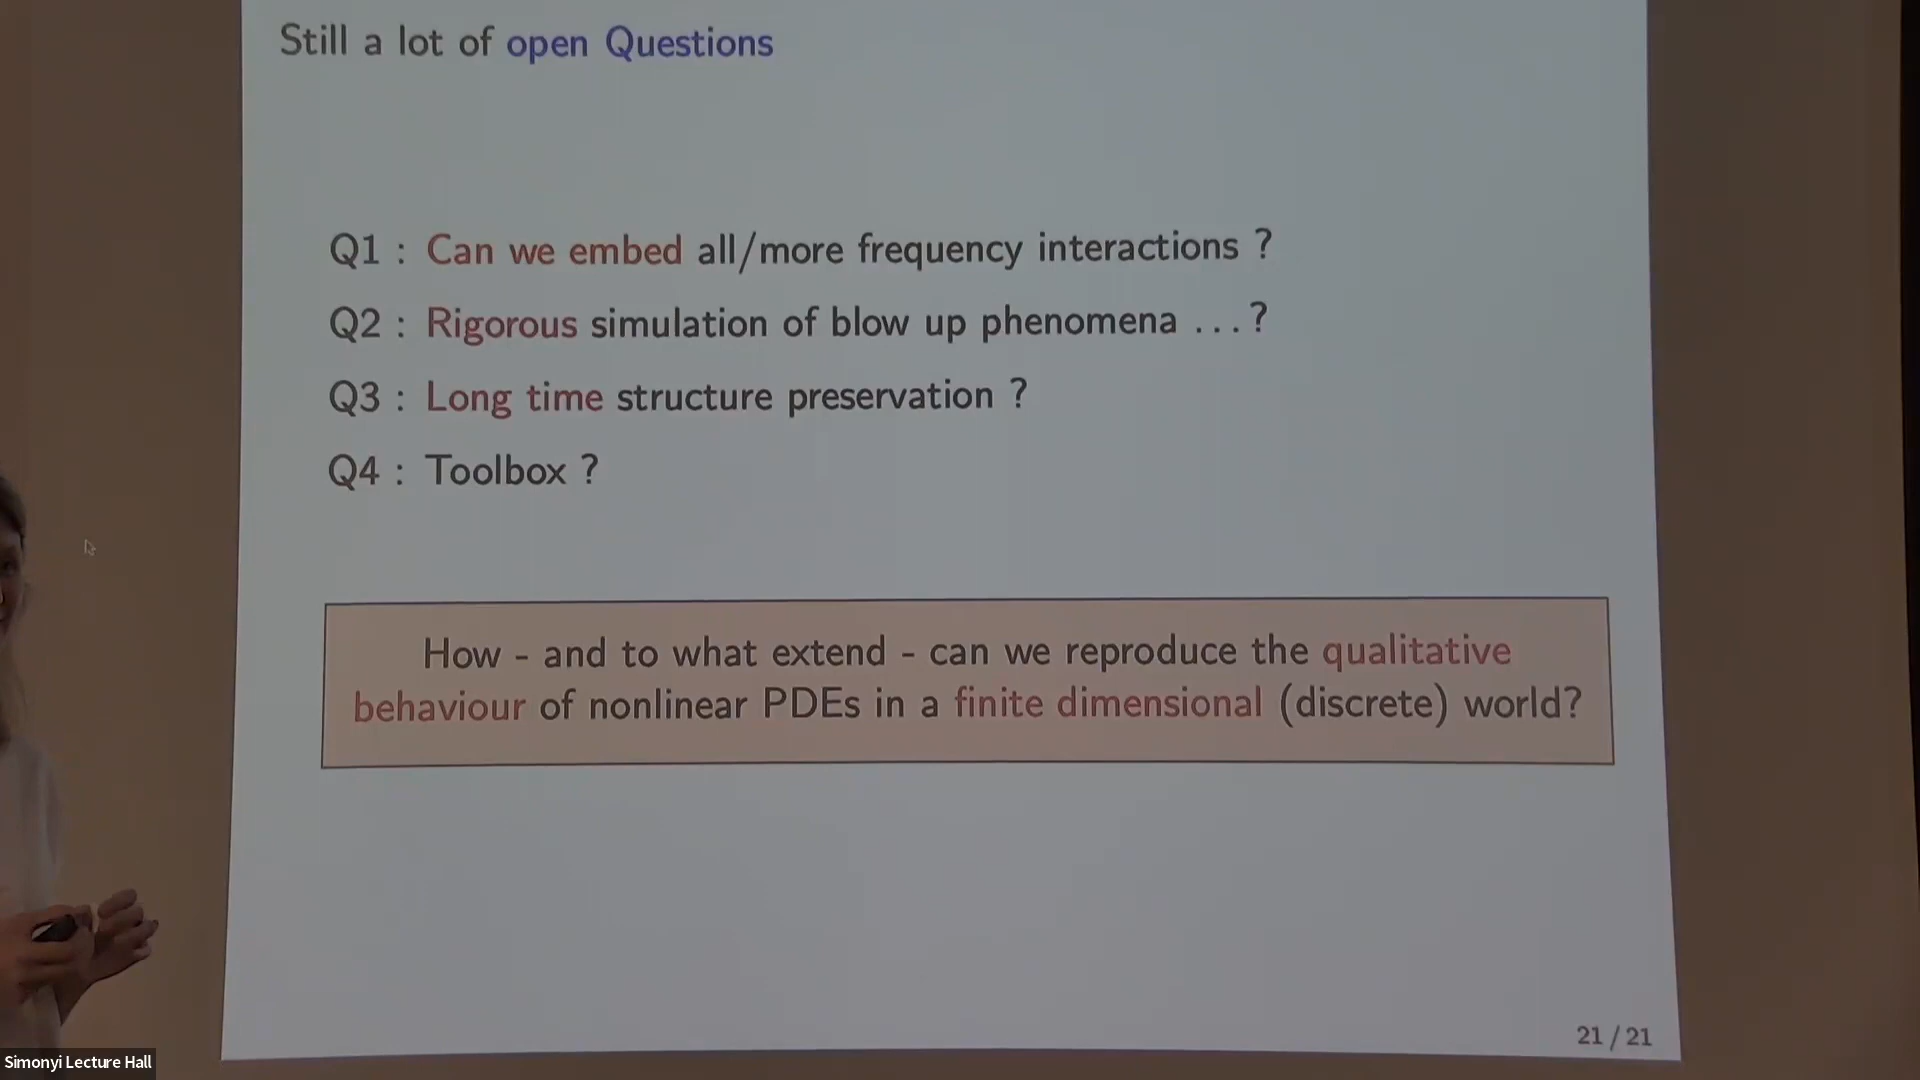 Still a lot of open Questions
Q1 : Can we embed all/more frequency interactions ?
Q2 : Rigorous simulation of blow up phenomena ...?
Q3 : Long time structure preservation ?
Q4 : Toolbox ?
How - and to what extend - can we reproduce the qualitative
behaviour of nonlinear PDEs in a finite dimensional (discrete) world?
21 / 21
Simonyi Lecture Hall